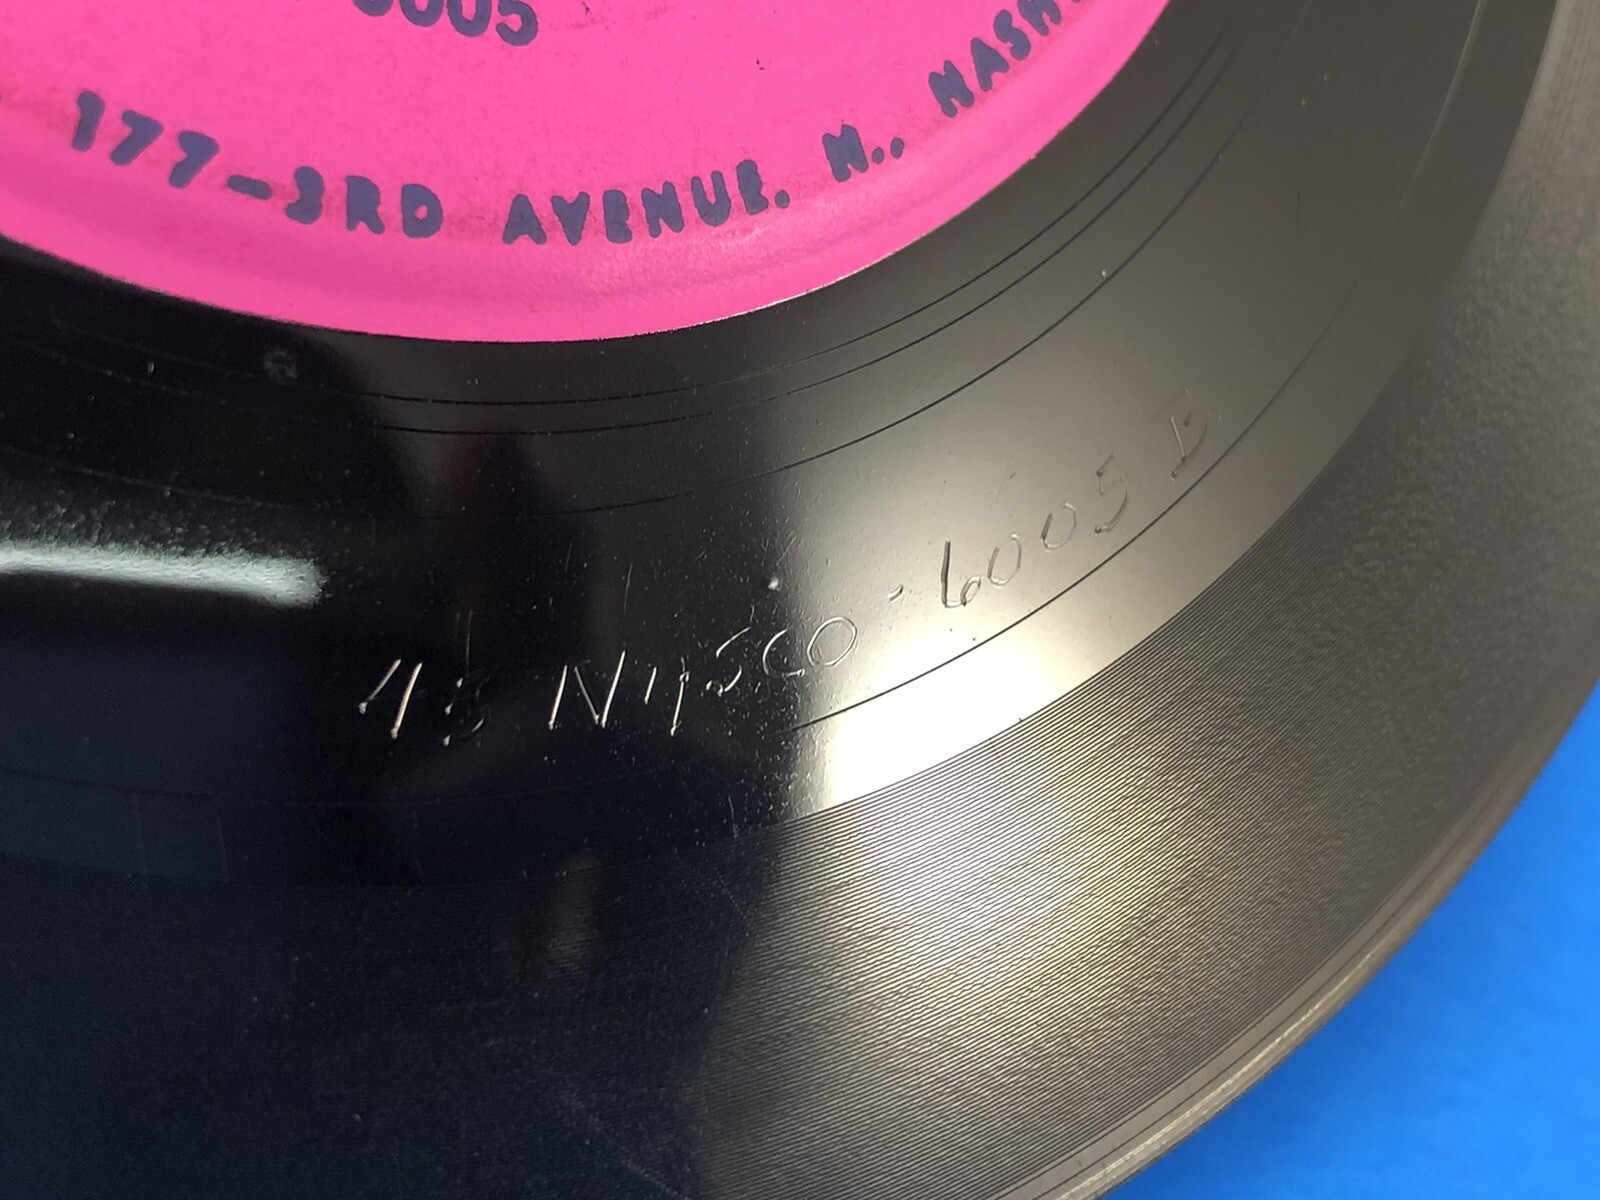 6005
177-3RD AVENUE. N., NASH
45 NASCO - 6005 B